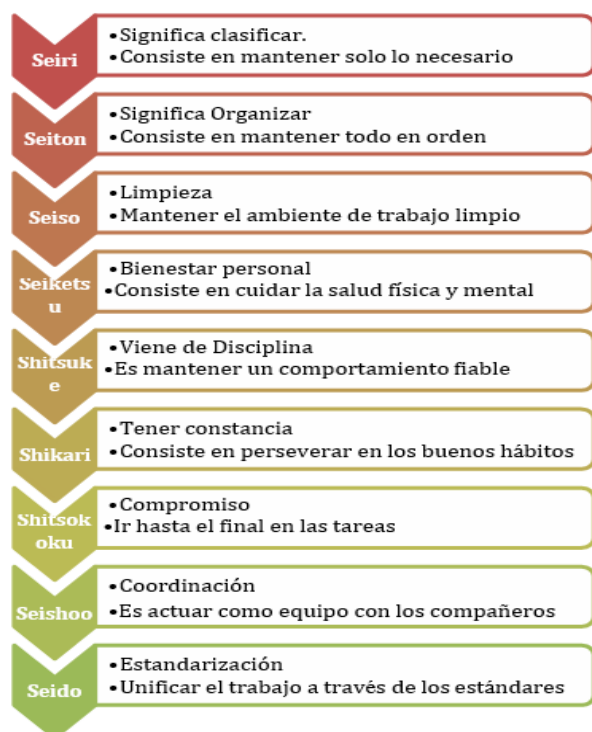 Seiri
•Significa clasificar.
•Consiste en mantener solo lo necesario
Seiton
•Significa Organizar
•Consiste en mantener todo en orden
Seiso
•Limpieza
•Mantener el ambiente de trabajo limpio
Seikets
u
•Bienestar personal
•Consiste en cuidar la salud física y mental
Shitsuk
e
•Viene de Disciplina
•Es mantener un comportamiento fiable
Shikari
•Tener constancia
•Consiste en perseverar en los buenos hábitos
Shitsok
oku
•Compromiso
•Ir hasta el final en las tareas
Seishoo
•Coordinación
•Es actuar como equipo con los compañeros
Seido
•Estandarización
•Unificar el trabajo a través de los estándares